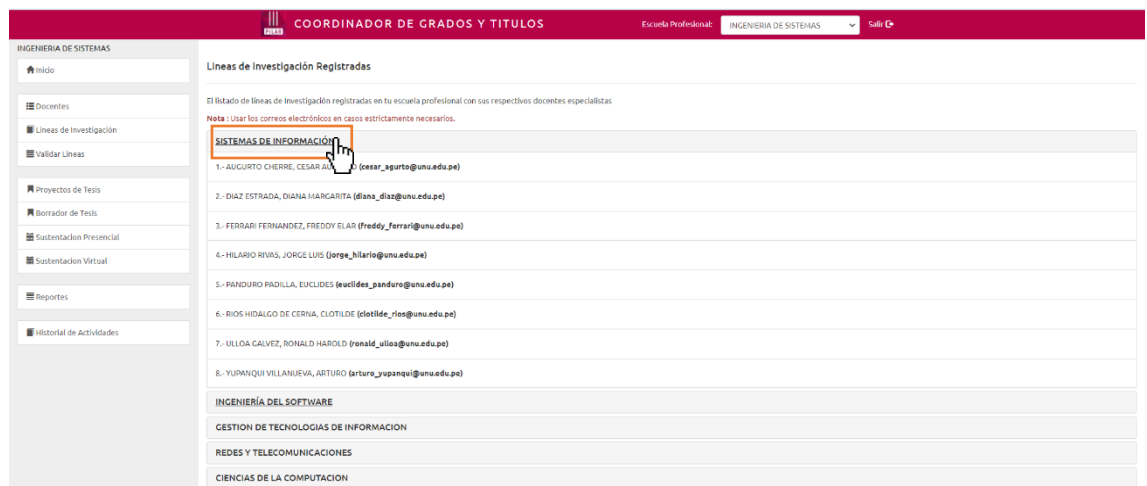 PILAR
COORDINADOR DE GRADOS Y TITULOS
Escuela Profesional:
INGENIERIA DE SISTEMAS
Salir
INGENIERIA DE SISTEMAS
Inicio
Docentes
Lineas de Investigación
Validar Lineas
Proyectos de Tesis
Borrador de Tesis
Sustentacion Presencial
Sustentacion Virtual
Reportes
Historial de Actividades
Lineas de Investigación Registradas
El listado de líneas de Investigación registradas en tu escuela profesional con sus respectivos docentes especialistas
Nota : Usar los correos electrónicos en casos estrictamente necesarios.
SISTEMAS DE INFORMACIÓN
1.- AUGURTO CHERRE, CESAR (cesar_agurto@unu.edu.pe)
2.- DIAZ ESTRADA, DIANA MARGARITA (diana_diaz@unu.edu.pe)
3.- FERRARI FERNANDEZ, FREDDY ELAR (freddy_ferrari@unu.edu.pe)
4.- HILARIO RIVAS, JORGE LUIS (jorge_hilario@unu.edu.pe)
5.- PANDURO PADILLA, EUCLIDES (euclides_panduro@unu.edu.pe)
6.- RIOS HIDALGO DE CERNA, CLOTILDE (clotilde_rios@unu.edu.pe)
7.- ULLOA GALVEZ, RONALD HAROLD (ronald_ulloa@unu.edu.pe)
8.- YUPANQUI VILLANUEVA, ARTURO (arturo_yupanqui@unu.edu.pe)
INGENIERÍA DEL SOFTWARE
GESTION DE TECNOLOGIAS DE INFORMACION
REDES Y TELECOMUNICACIONES
CIENCIAS DE LA COMPUTACION